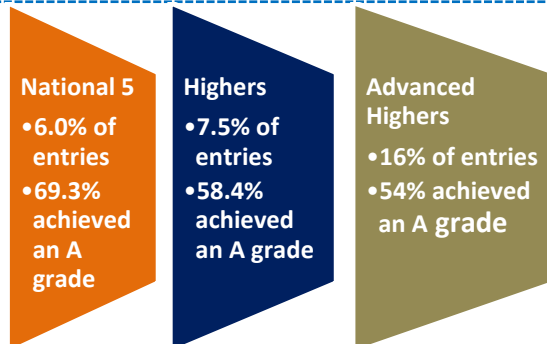 National 5
•6.0% of
entries
•69.3%
achieved
an A
grade
Highers
•7.5% of
entries
•58.4%
achieved
an A grade
Advanced
Highers
•16% of entries
•54% achieved
an A grade